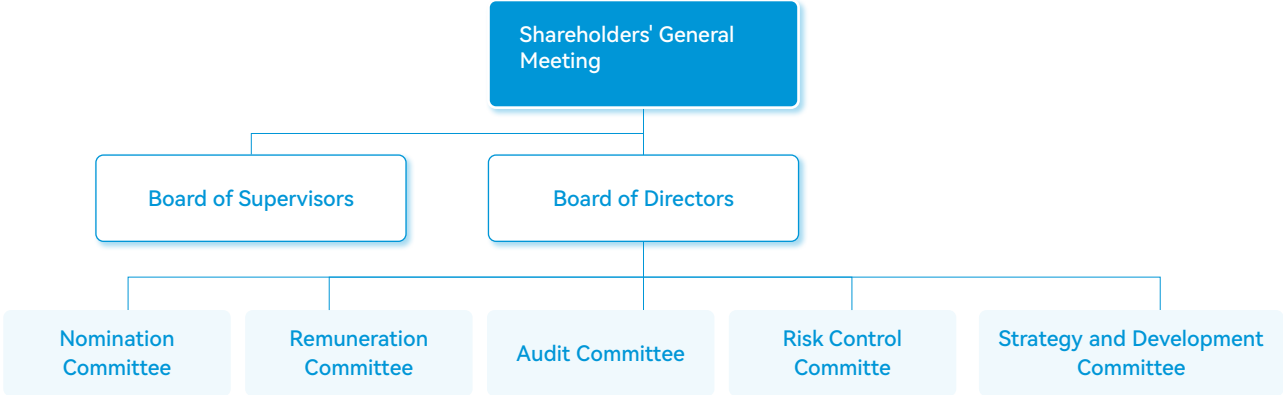 Shareholders' General
Meeting
Board of Supervisors
Board of Directors
Nomination
Committee
Remuneration
Committee
Audit Committee
Risk Control
Committe
Strategy and Development
Committee